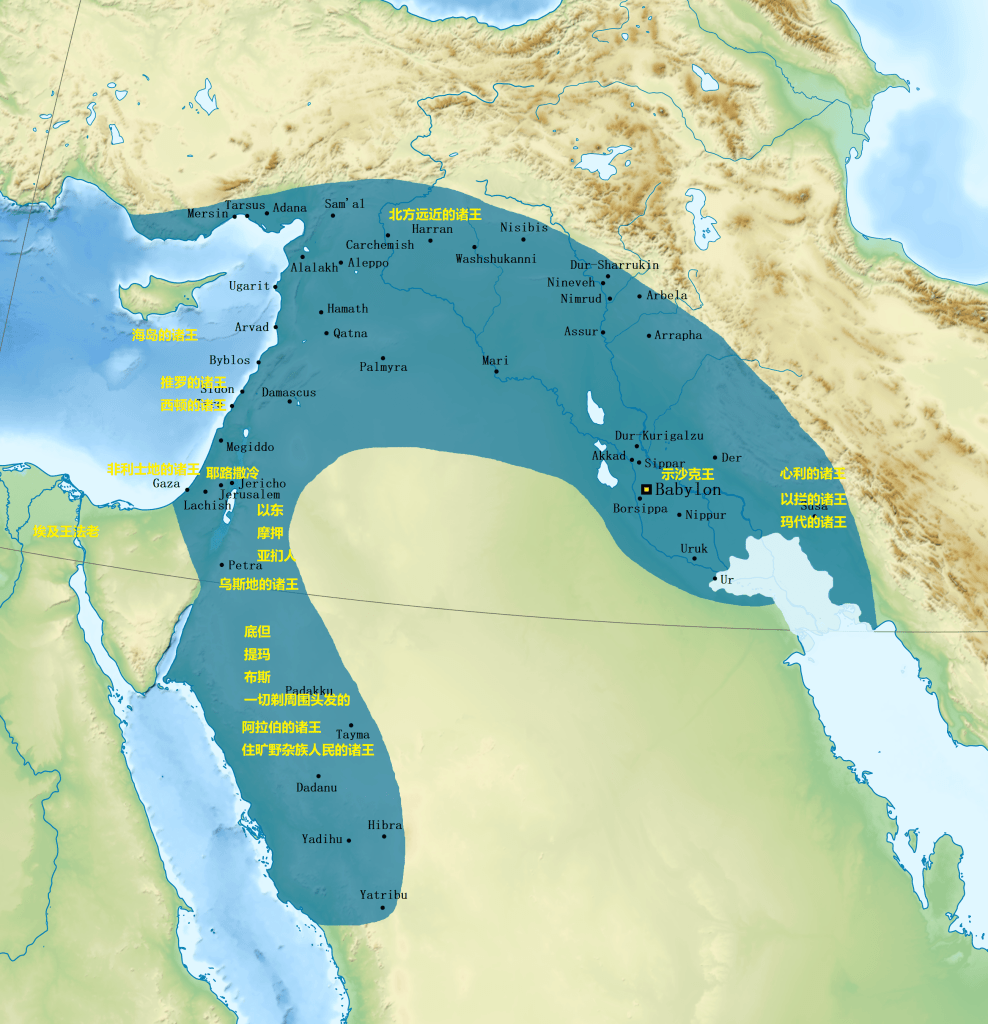 Mersin
Tarsus
Adana
Sam'al
北方远近的诸王
Harran
Nisibis
Carchemish
Washshukanni
Alalakh
Aleppo
Dur Sharrukin
Nineveh
Ugarit
Nimrud
Arbela
Hamath
海岛的诸王
Arvad
Qatna
Assur
Arrapha
Byblos
Palmyra
Mari
推罗的诸王
Sidon
Damascus
西顿的诸王
Megiddo
Dur Kurigalzu
Akkad
Sippar
Der
非利士地的诸王
耶路撒冷
示沙克王
心利的诸王
Gaza
Jericho
Jerusalem
Babylon
以拦的诸王
Lachish
Borsippa
Susa
以东
Nippur
玛代的诸王
埃及王法老
摩押
亚扪人
Uruk
Petra
乌斯地的诸王
Ur
底但
提玛
布斯
Padakku
一切剃周围头发的
阿拉伯的诸王
Tayma
住旷野杂族人民的诸王
Dadanu
Hibra
Yadihu
Yatribu